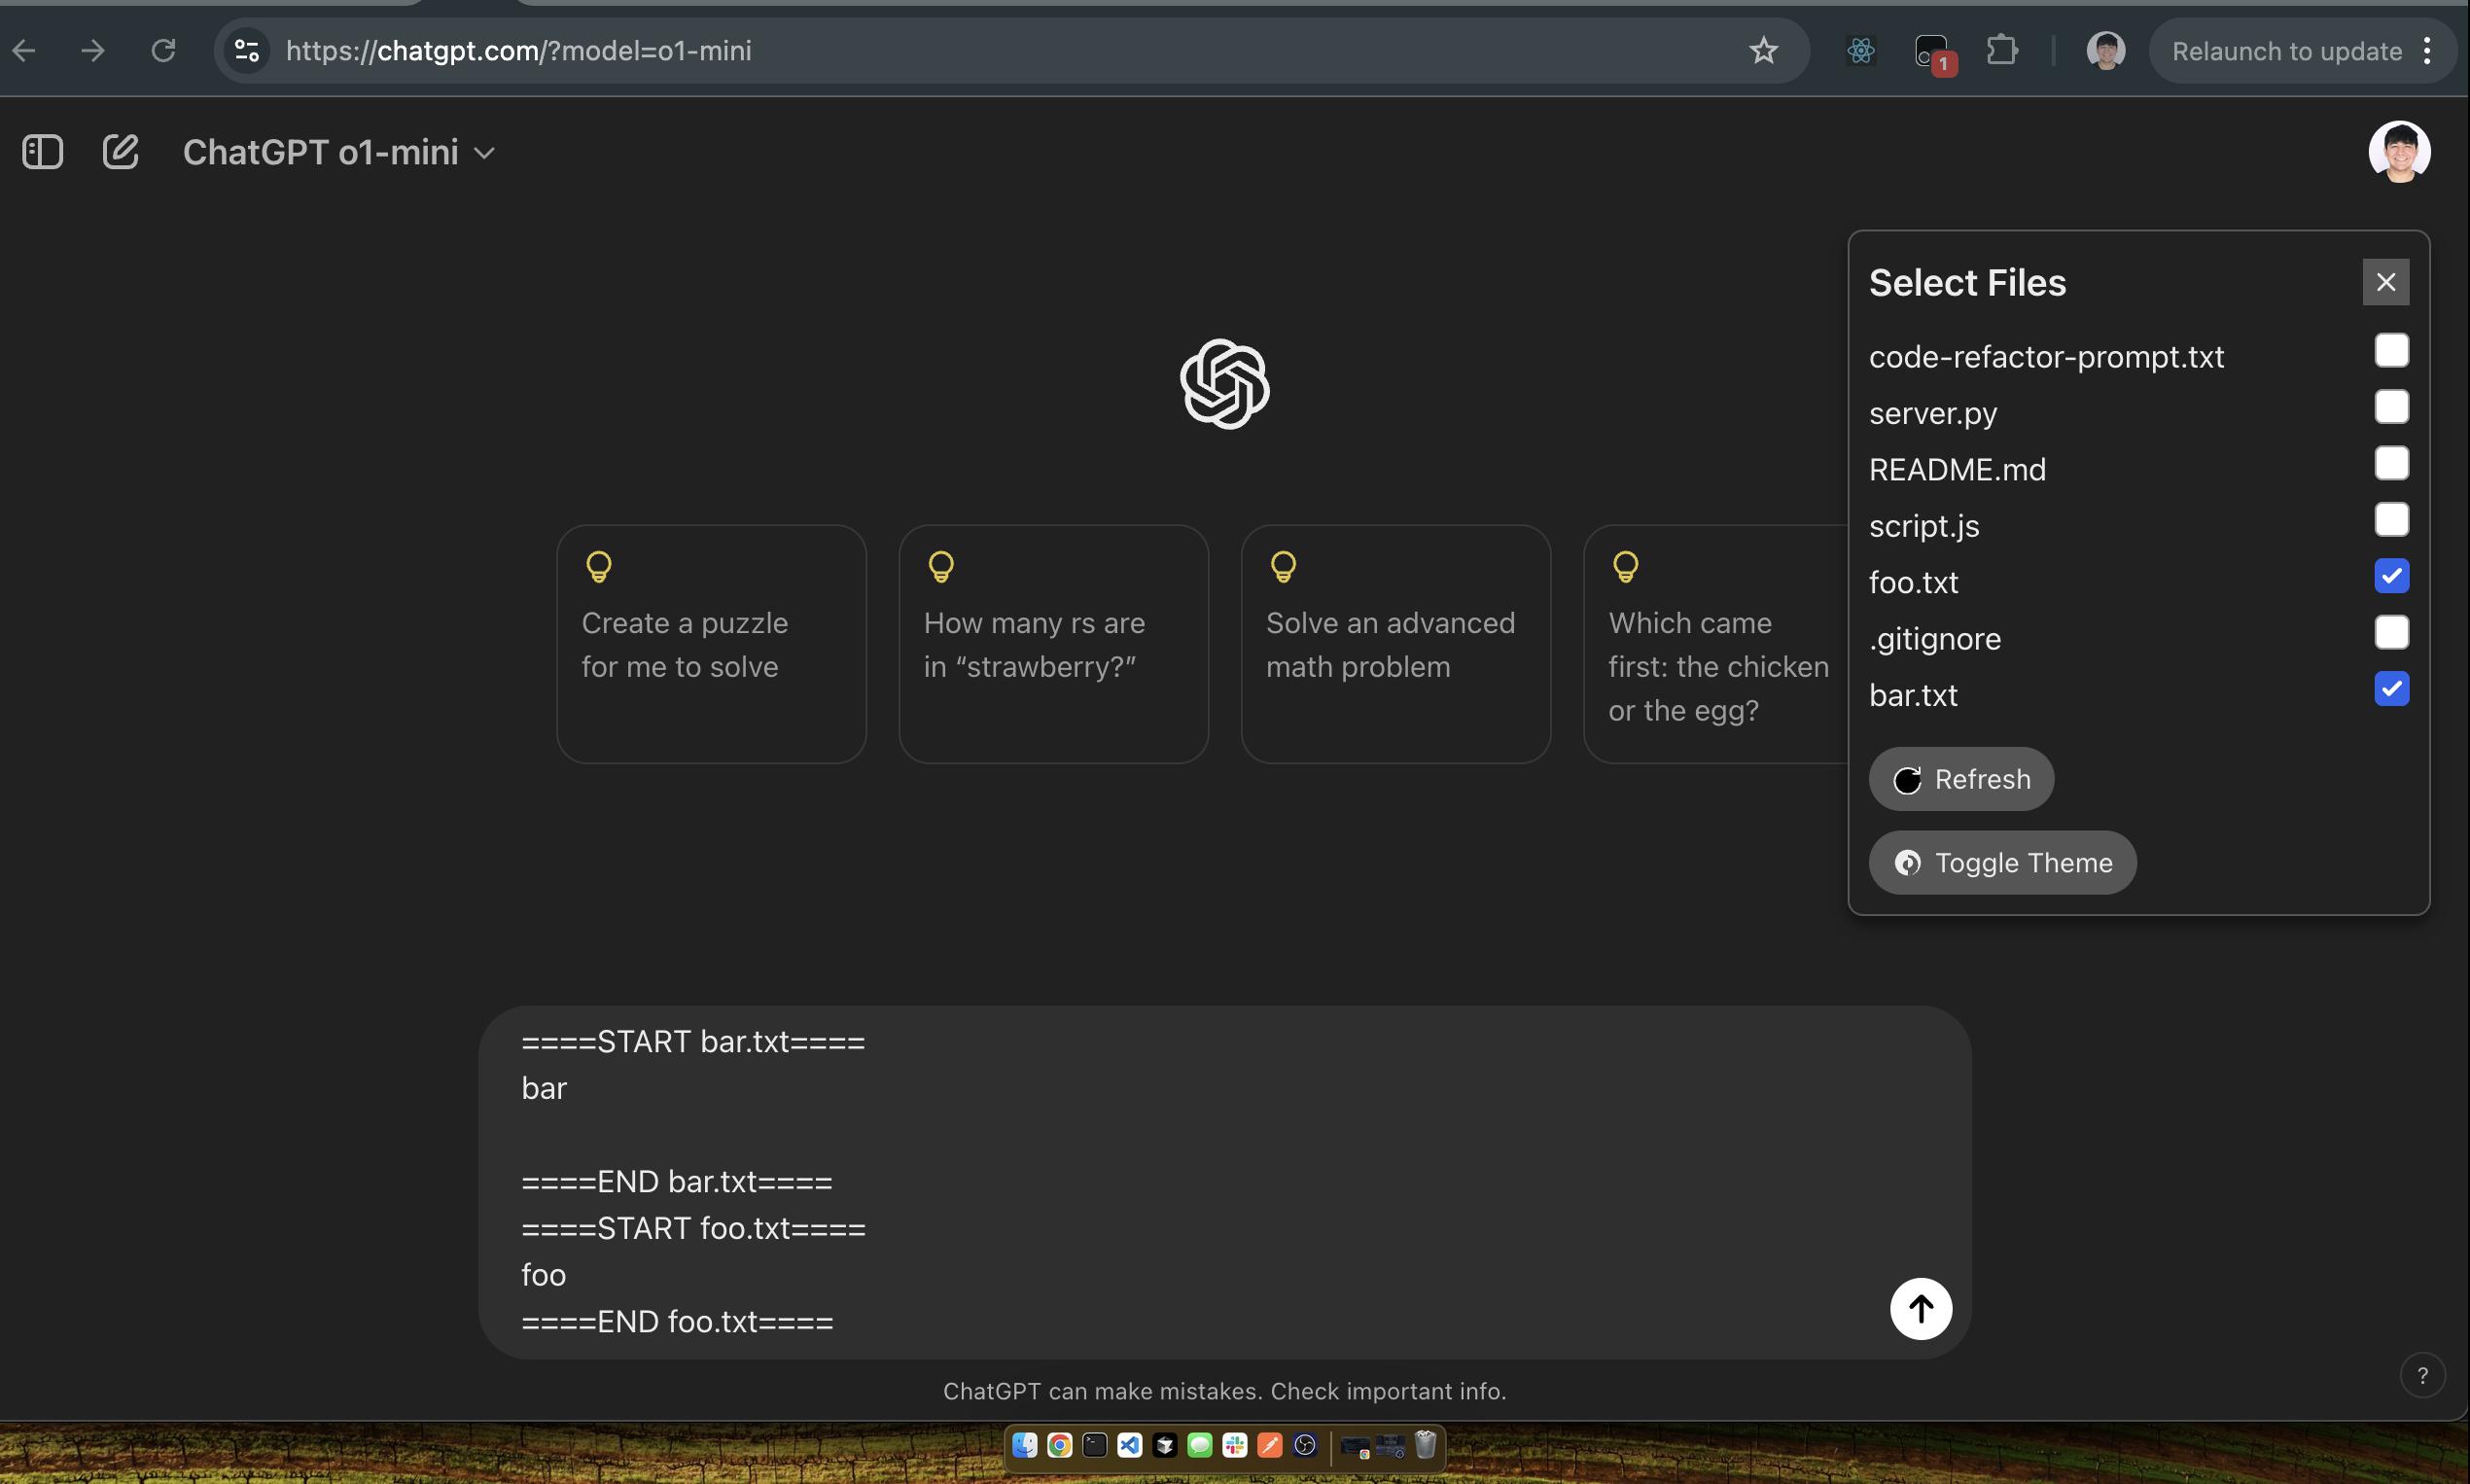 https://chatgpt.com/?model=o1-mini
1
Relaunch to update
ChatGPT o1-mini
Select Files
code-refactor-prompt.txt
server.py
README.md
script.js
foo.txt
.gitignore
bar.txt
Refresh
Toggle Theme
Create a puzzle
for me to solve
How many rs are
in “strawberry?”
Solve an advanced
math problem
Which came
first: the chicken
or the egg?
====START bar.txt====
bar
====END bar.txt====
====START foo.txt====
foo
====END foo.txt====
ChatGPT can make mistakes. Check important info.
?